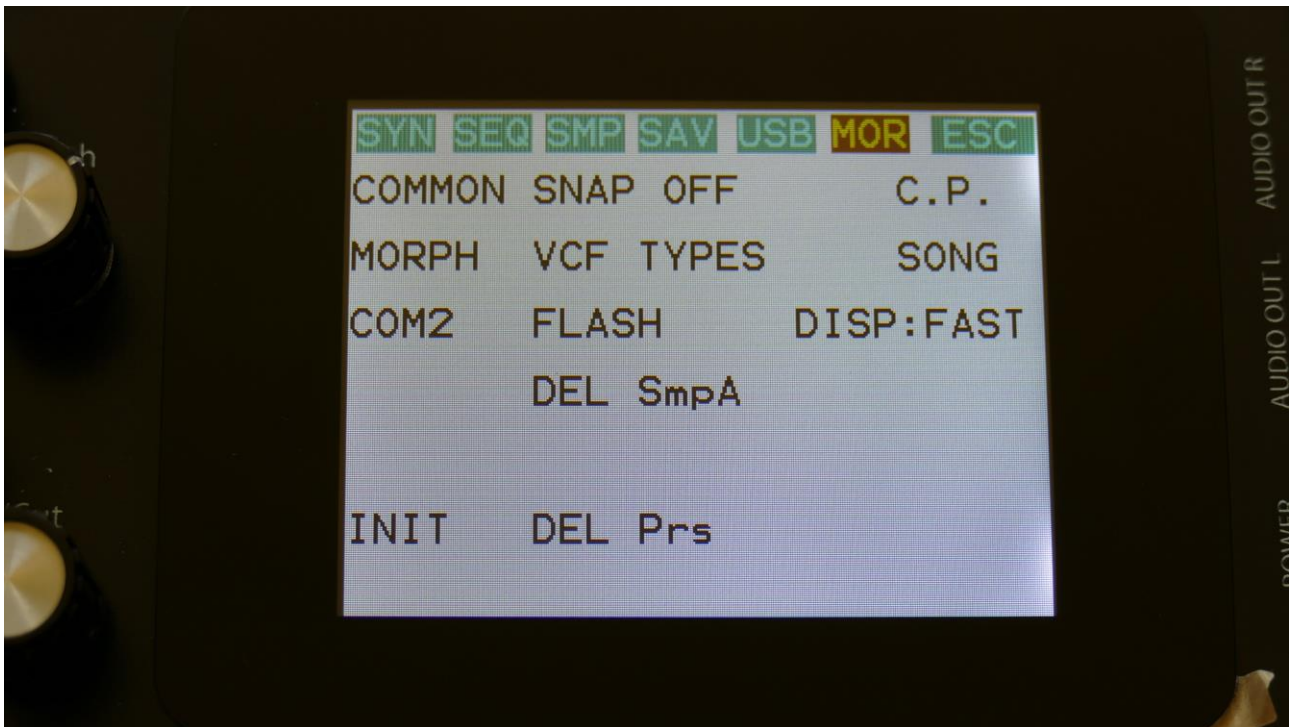 SYN SEQ SMP SAV USB MOR ESC
COMMON SNAP OFF C.P.
MORPH VCF TYPES SONG
COM2 FLASH DISP:FAST
DEL SmpA
INIT DEL Prs
AUDIO OUT R
AUDIO OUT L
POWER